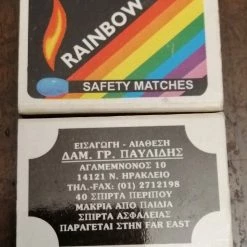 RAINBOW
SAFETY MATCHES
ΕΙΣΑΓΩΓΗ - ΔΙΑΘΕΣΗ
ΔΑΜ. ΓΡ. ΠΑΥΛΙΔΗΣ
ΑΓΑΜΕΜΝΟΝΟΣ 10
14121 Ν. ΗΡΑΚΛΕΙΟ
ΤΗΛ.-FAX: (01) 2712198
40 ΣΠΙΡΤΑ ΠΕΡΙΠΟΥ
ΜΑΚΡΙΑ ΑΠΟ ΠΑΙΔΙΑ
ΣΠΙΡΤΑ ΑΣΦΑΛΕΙΑΣ
ΠΑΡΑΓΕΤΑΙ ΣΤΗΝ FAR EAST